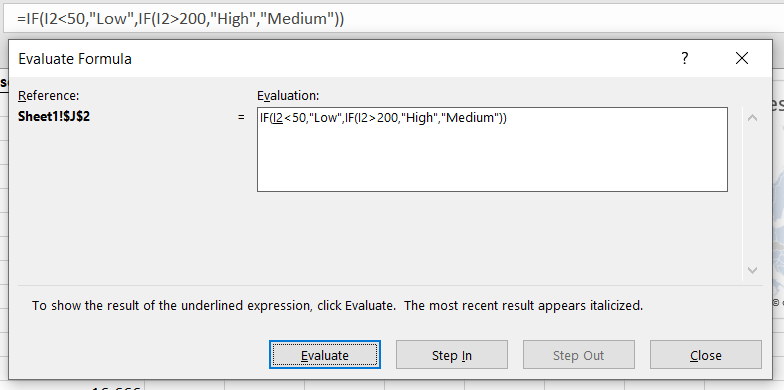 =IF(I2<50,"Low",IF(I2>200,"High","Medium"))
Evaluate Formula
?
Reference:
Evaluation:
Sheet1!$J$2
=
IF(I2<50,"Low",IF(I2>200,"High","Medium"))
To show the result of the underlined expression, click Evaluate.  The most recent result appears italicized.
Evaluate
Step In
Step Out
Close